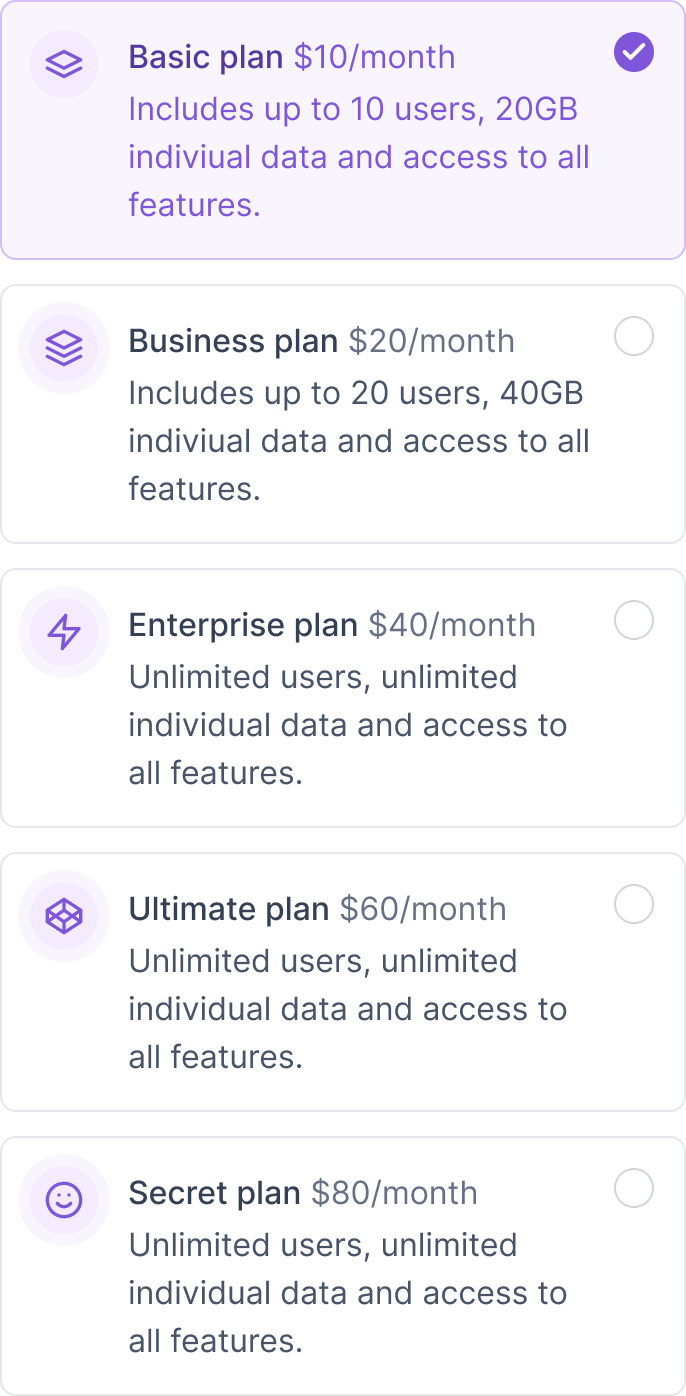 Basic plan $10/month
Includes up to 10 users, 20GB
indiviual data and access to all
features.
Business plan $20/month
Includes up to 20 users, 40GB
indiviual data and access to all
features.
Enterprise plan $40/month
Unlimited users, unlimited
individual data and access to
all features.
Ultimate plan $60/month
Unlimited users, unlimited
individual data and access to
all features.
Secret plan $80/month
Unlimited users, unlimited
individual data and access to
all features.